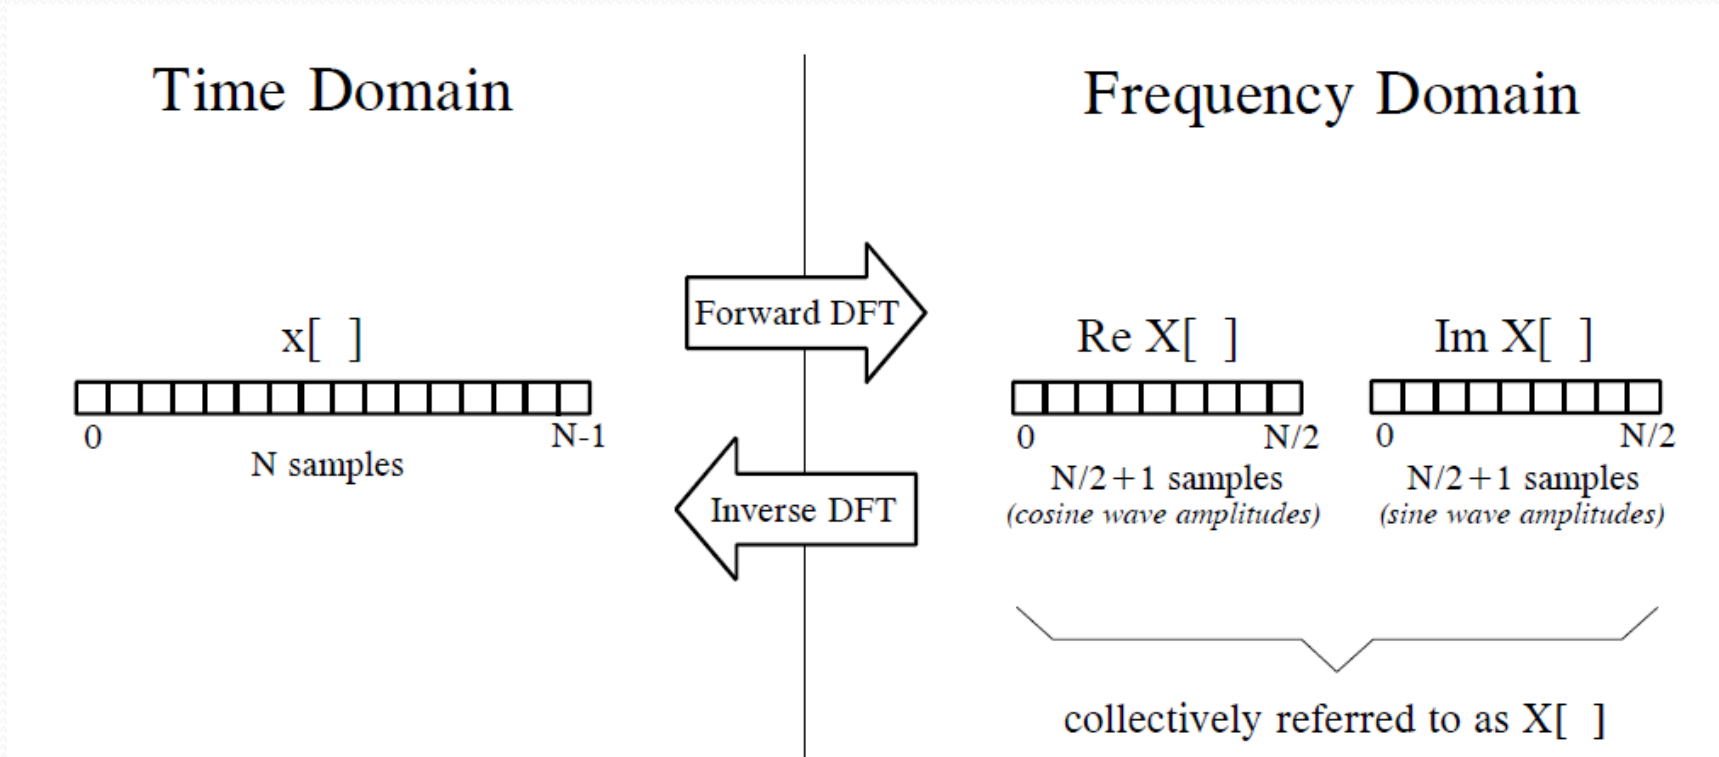 Time Domain
Frequency Domain
Forward DFT
x[ ]
Re X[ ]
Im X[ ]
0
N-1
N samples
0
N/2
0
N/2
N/2+1 samples
(cosine wave amplitudes)
N/2+1 samples
(sine wave amplitudes)
Inverse DFT
collectively referred to as X[ ]